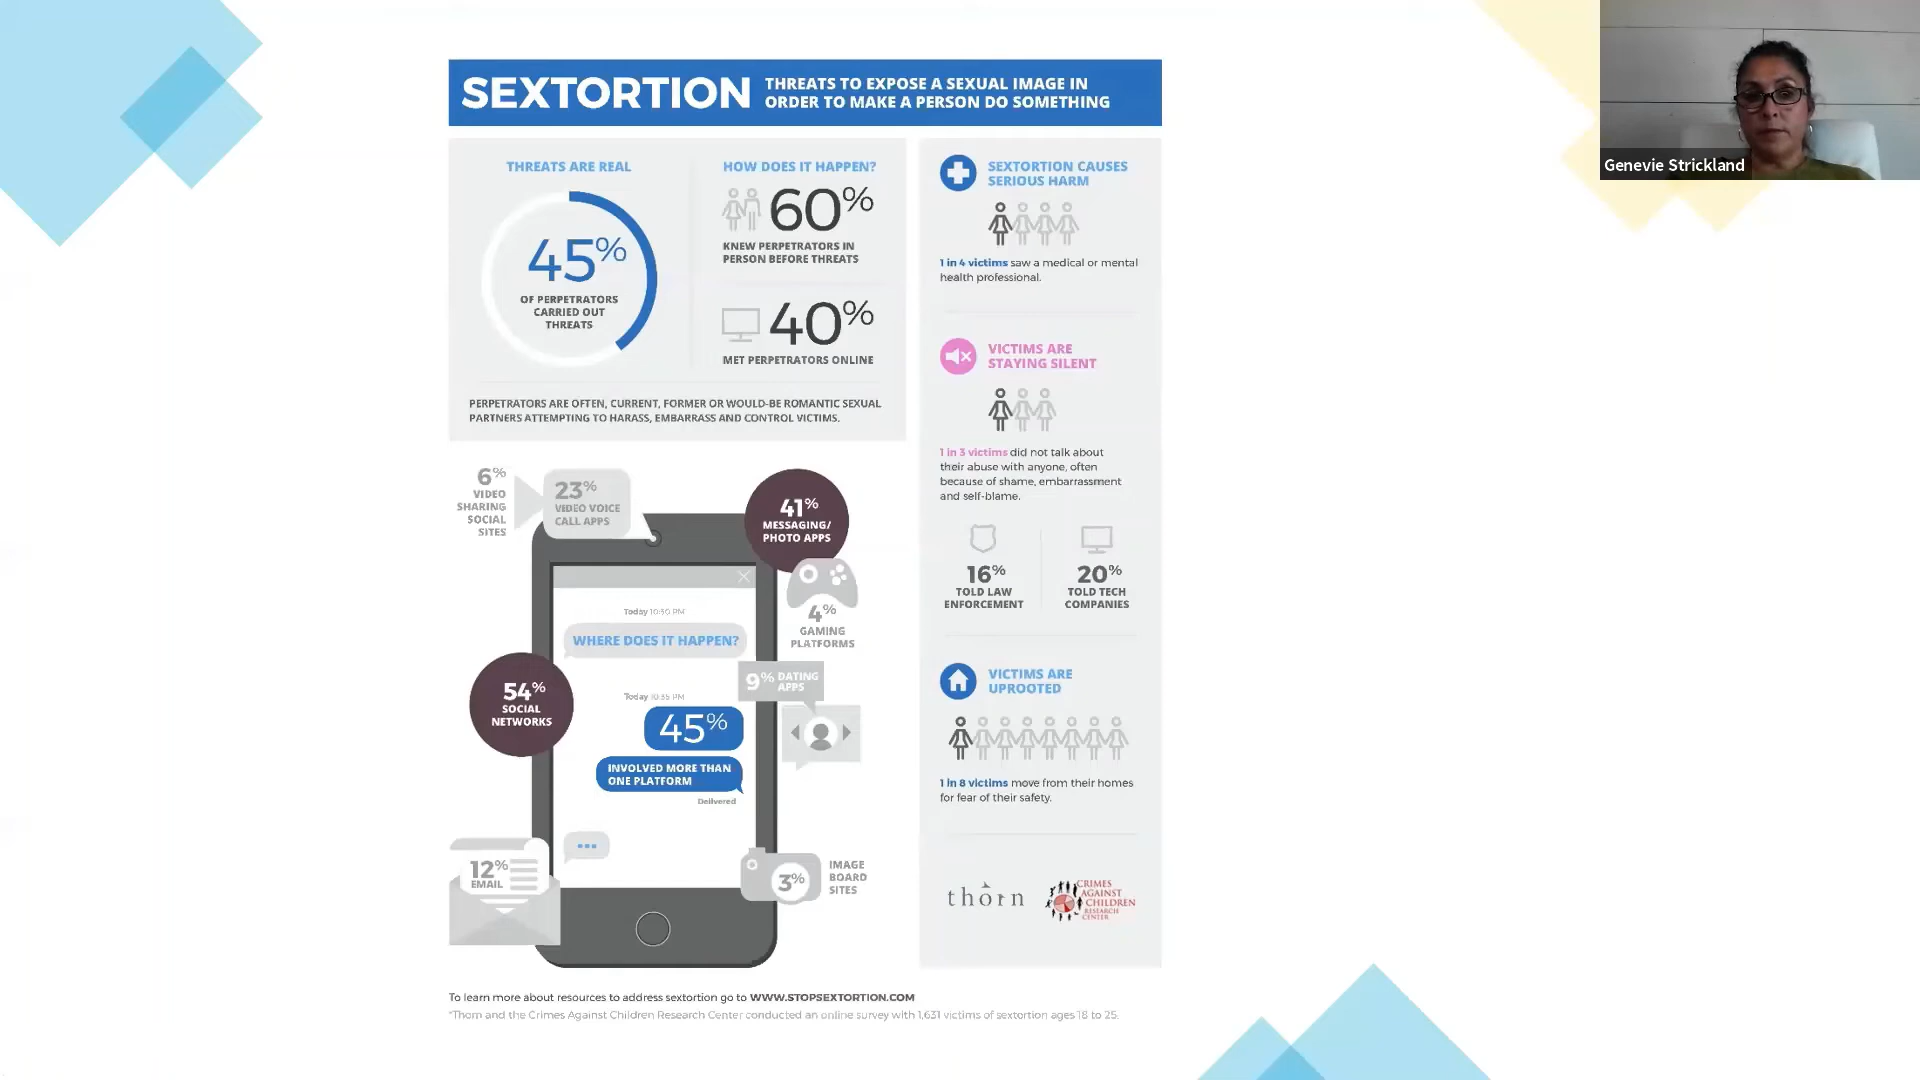 SEXTORTION
THREATS TO EXPOSE A SEXUAL IMAGE IN
ORDER TO MAKE A PERSON DO SOMETHING
THREATS ARE REAL
45%
OF PERPETRATORS
CARRIED OUT
THREATS
HOW DOES IT HAPPEN?
60%
KNEW PERPETRATORS IN
PERSON BEFORE THREATS
40%
MET PERPETRATORS ONLINE
PERPETRATORS ARE OFTEN, CURRENT, FORMER OR WOULD-BE ROMANTIC SEXUAL
PARTNERS ATTEMPTING TO HARASS, EMBARRASS AND CONTROL VICTIMS.
6%
VIDEO
SHARING
SOCIAL
SITES
23%
VIDEO VOICE
CALL APPS
41%
MESSAGING/
PHOTO APPS
4%
GAMING
PLATFORMS
Today 10:30 PM
WHERE DOES IT HAPPEN?
9% DATING
APPS
54%
SOCIAL
NETWORKS
Today 10:35 PM
45%
INVOLVED MORE THAN
ONE PLATFORM
Delivered
12%
EMAIL
3%
IMAGE
BOARD
SITES
SEXTORTION CAUSES
SERIOUS HARM
1 in 4 victims saw a medical or mental
health professional.
VICTIMS ARE
STAYING SILENT
1 in 3 victims did not talk about
their abuse with anyone, often
because of shame, embarrassment
and self-blame.
16%
TOLD LAW
ENFORCEMENT
20%
TOLD TECH
COMPANIES
VICTIMS ARE
UPROOTED
1 in 8 victims move from their homes
for fear of their safety.
thorn
CRIMES
AGAINST
CHILDREN
RESEARCH
CENTER
To learn more about resources to address sextortion go to WWW.STOPSEXTORTION.COM
*Thorn and the Crimes Against Children Research Center conducted an online survey with 1,631 victims of sextortion ages 18 to 25.
Genevie Strickland